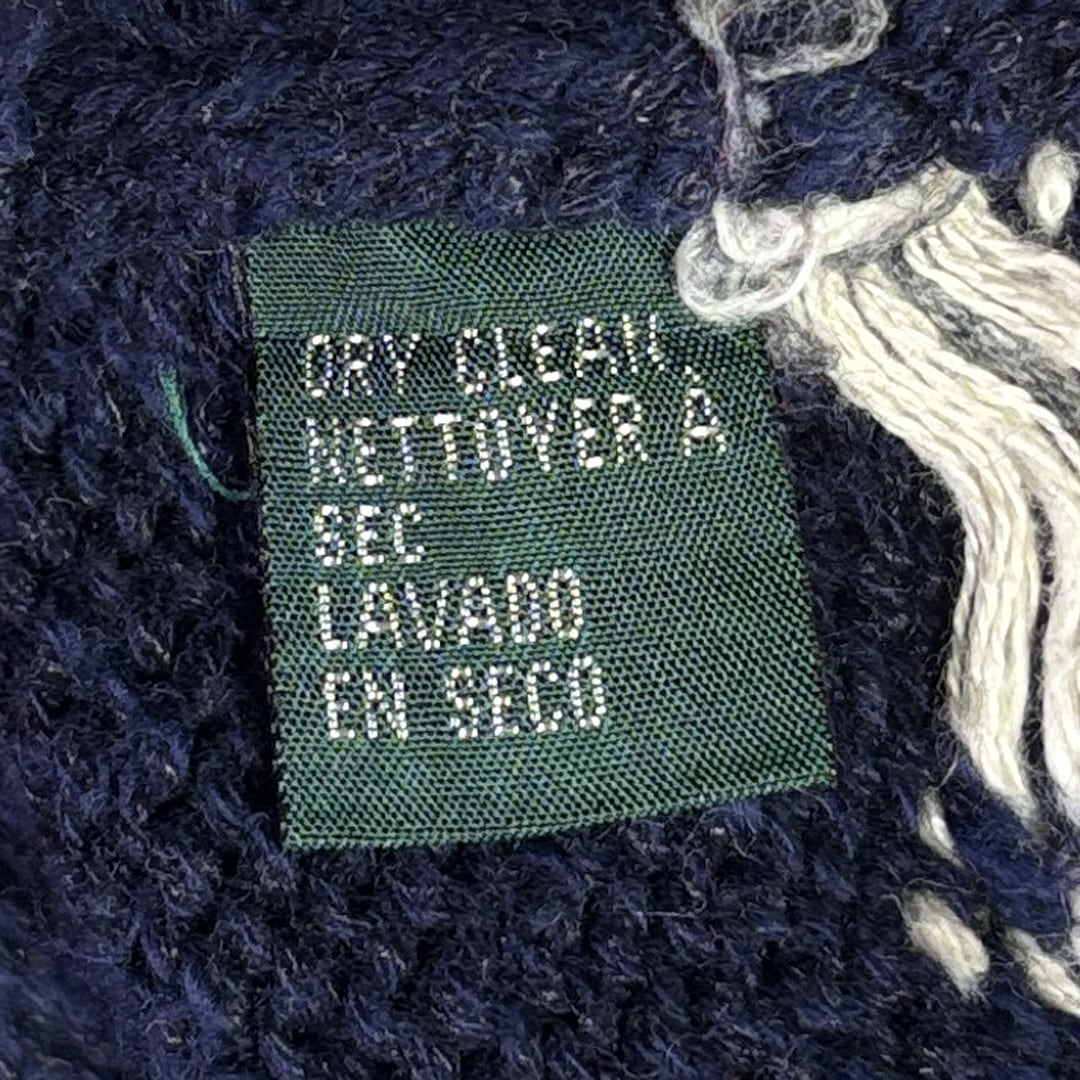 DRY CLEAN
NETTOYER À
SEC
LAVADO
EN SECO